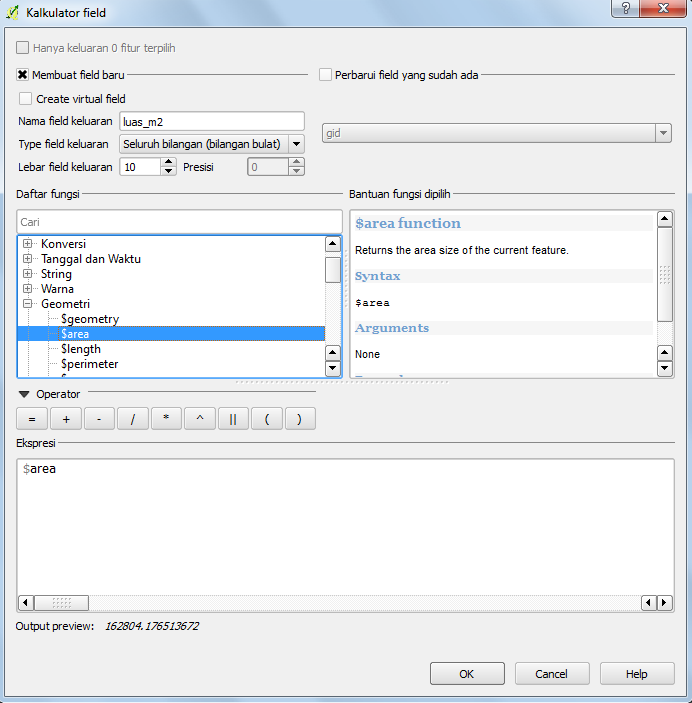 Kalkulator field
Hanya keluaran 0 fitur terpilih
Membuat field baru
Perbarui field yang sudah ada
Create virtual field
Nama field keluaran luas_m2
gid
Type field keluaran Seluruh bilangan (bilangan bulat)
Lebar field keluaran 10 Presisi 0
Daftar fungsi
Cari
Konversi
Tanggal dan Waktu
String
Warna
Geometri
$geometry
$area
$length
$perimeter
Bantuan fungsi dipilih
$area function
Returns the area size of the current feature.
Syntax
$area
Arguments
None
Operator
= + - / * ^ || ( )
Ekspresi
$area
Output preview: 162804.176513672
OK Cancel Help